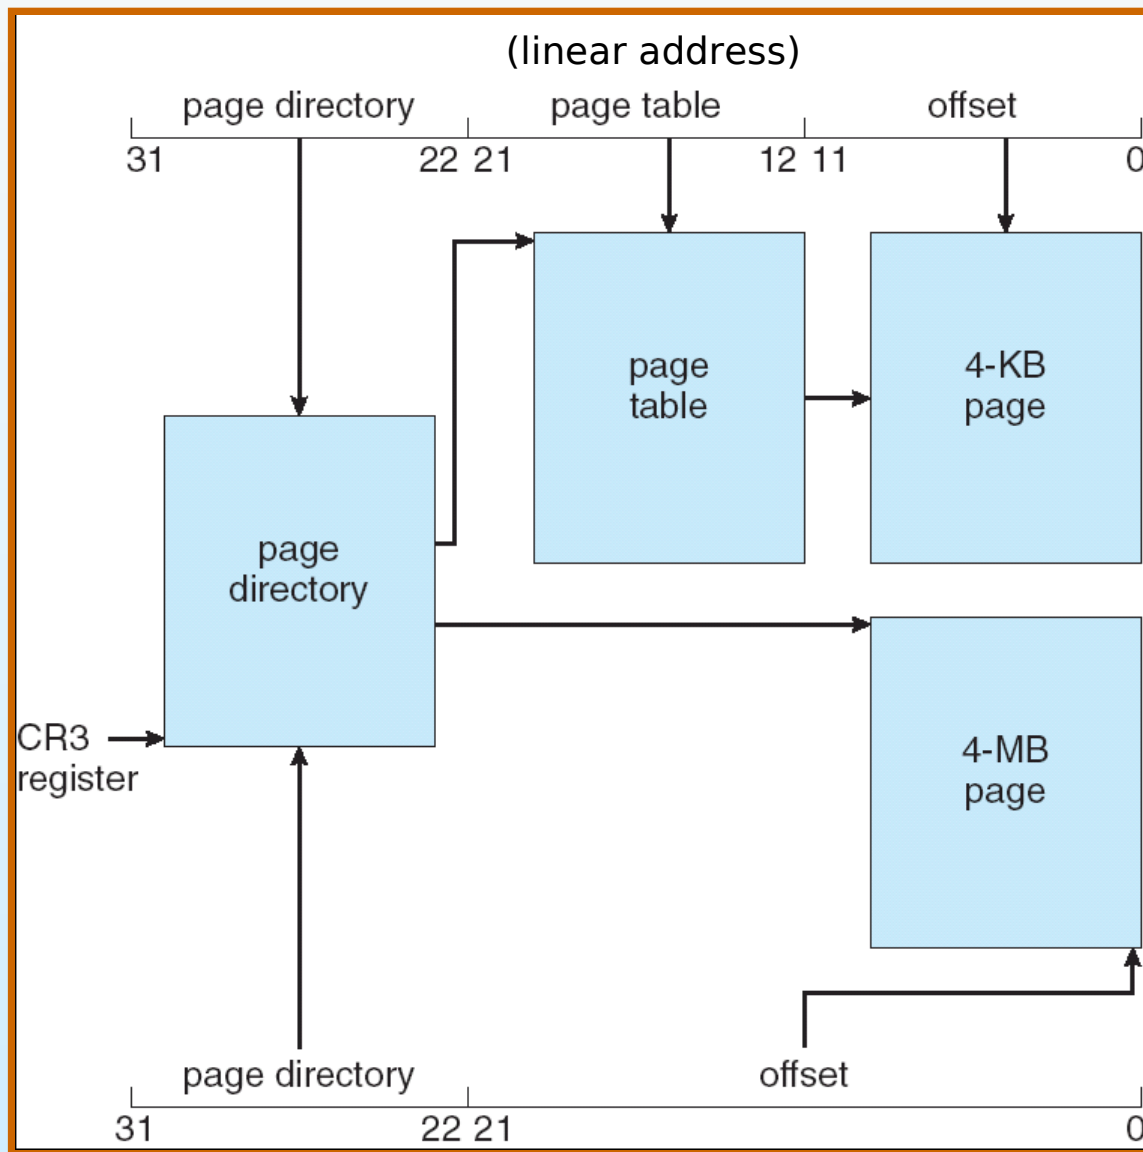 (linear address)
page directory page table offset
31 22 21 12 11 0
page
table
4-KB
page
page
directory
CR3
register
4-MB
page
page directory offset
31 22 21 0